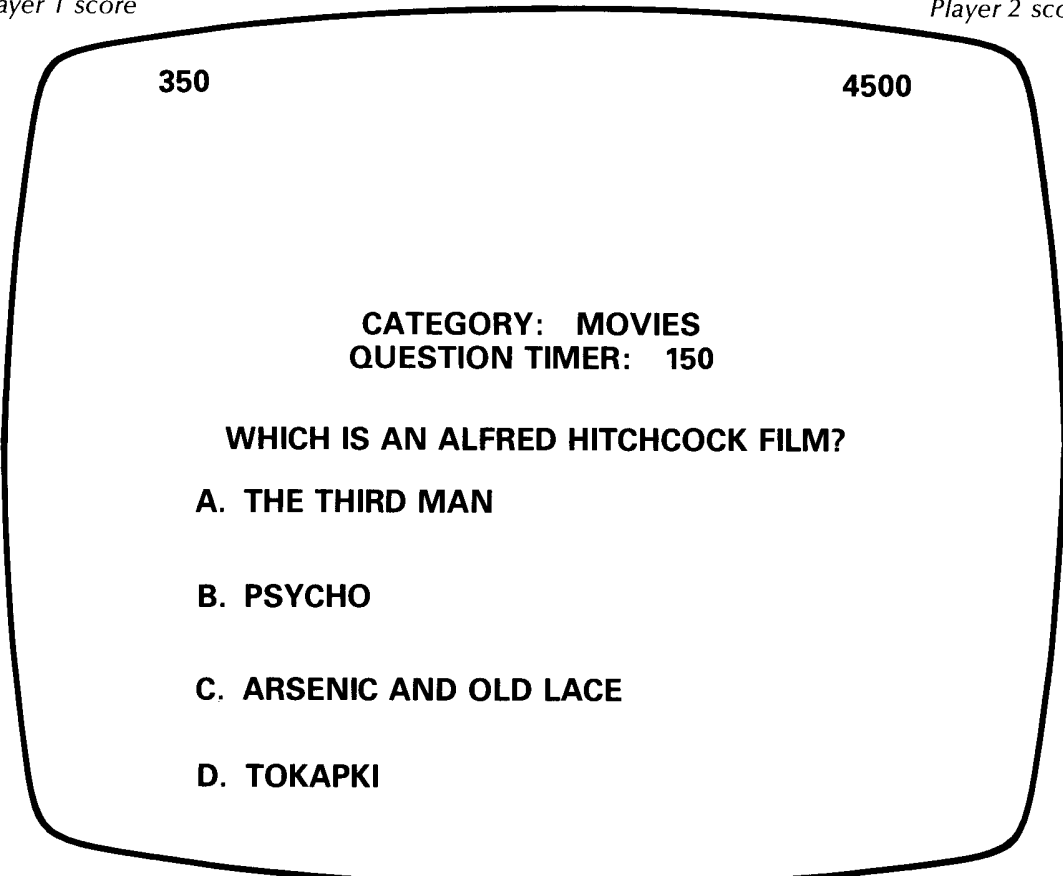 ayer 1 score
Player 2 sco
350
4500
CATEGORY: MOVIES
QUESTION TIMER: 150
WHICH IS AN ALFRED HITCHCOCK FILM?
A. THE THIRD MAN
B. PSYCHO
C. ARSENIC AND OLD LACE
D. TOKAPKI